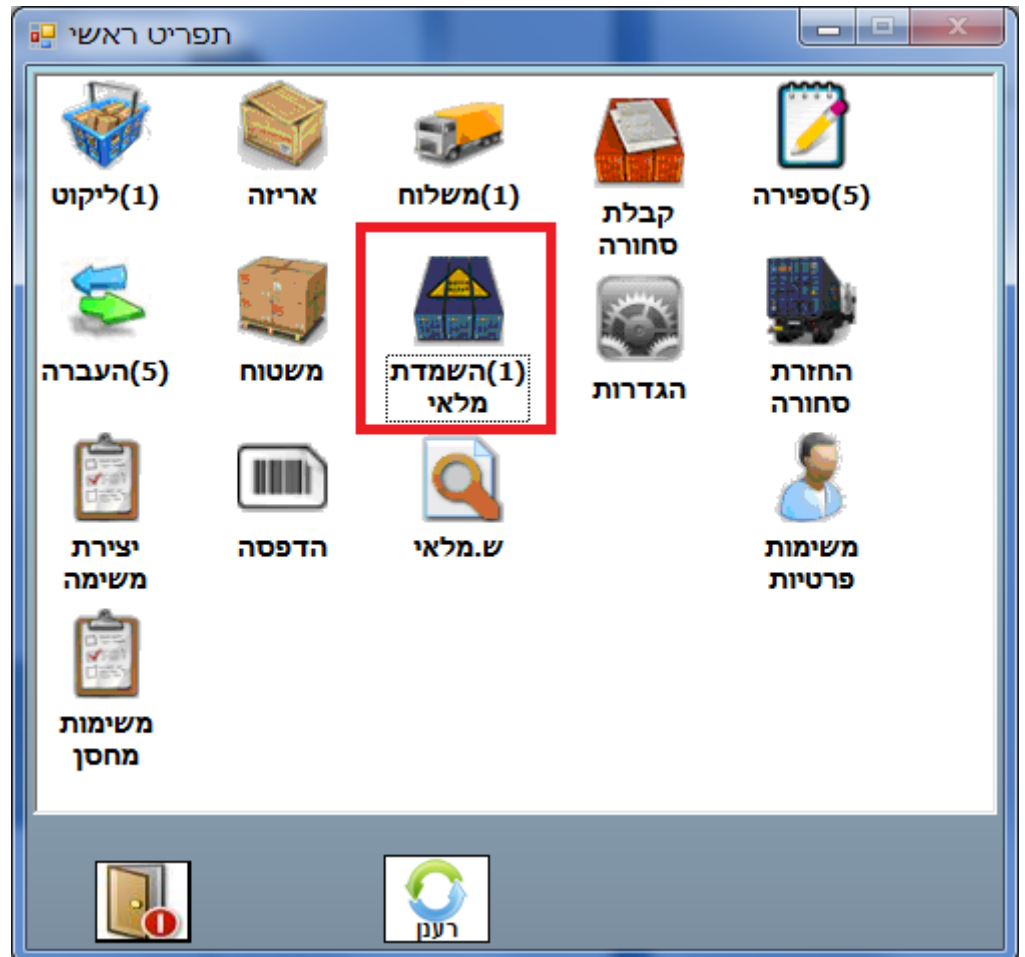 תפריט ראשי
(1)ליקוט
אריזה
(1)משלוח
קבלת
סחורה
(5)ספירה
(5)העברה
משטוח
(1)השמדת
מלאי
הגדרות
החזרת
סחורה
יצירת
משימה
הדפסה
ש.מלאי
משימות
פרטיות
משימות
מחסן
רענן